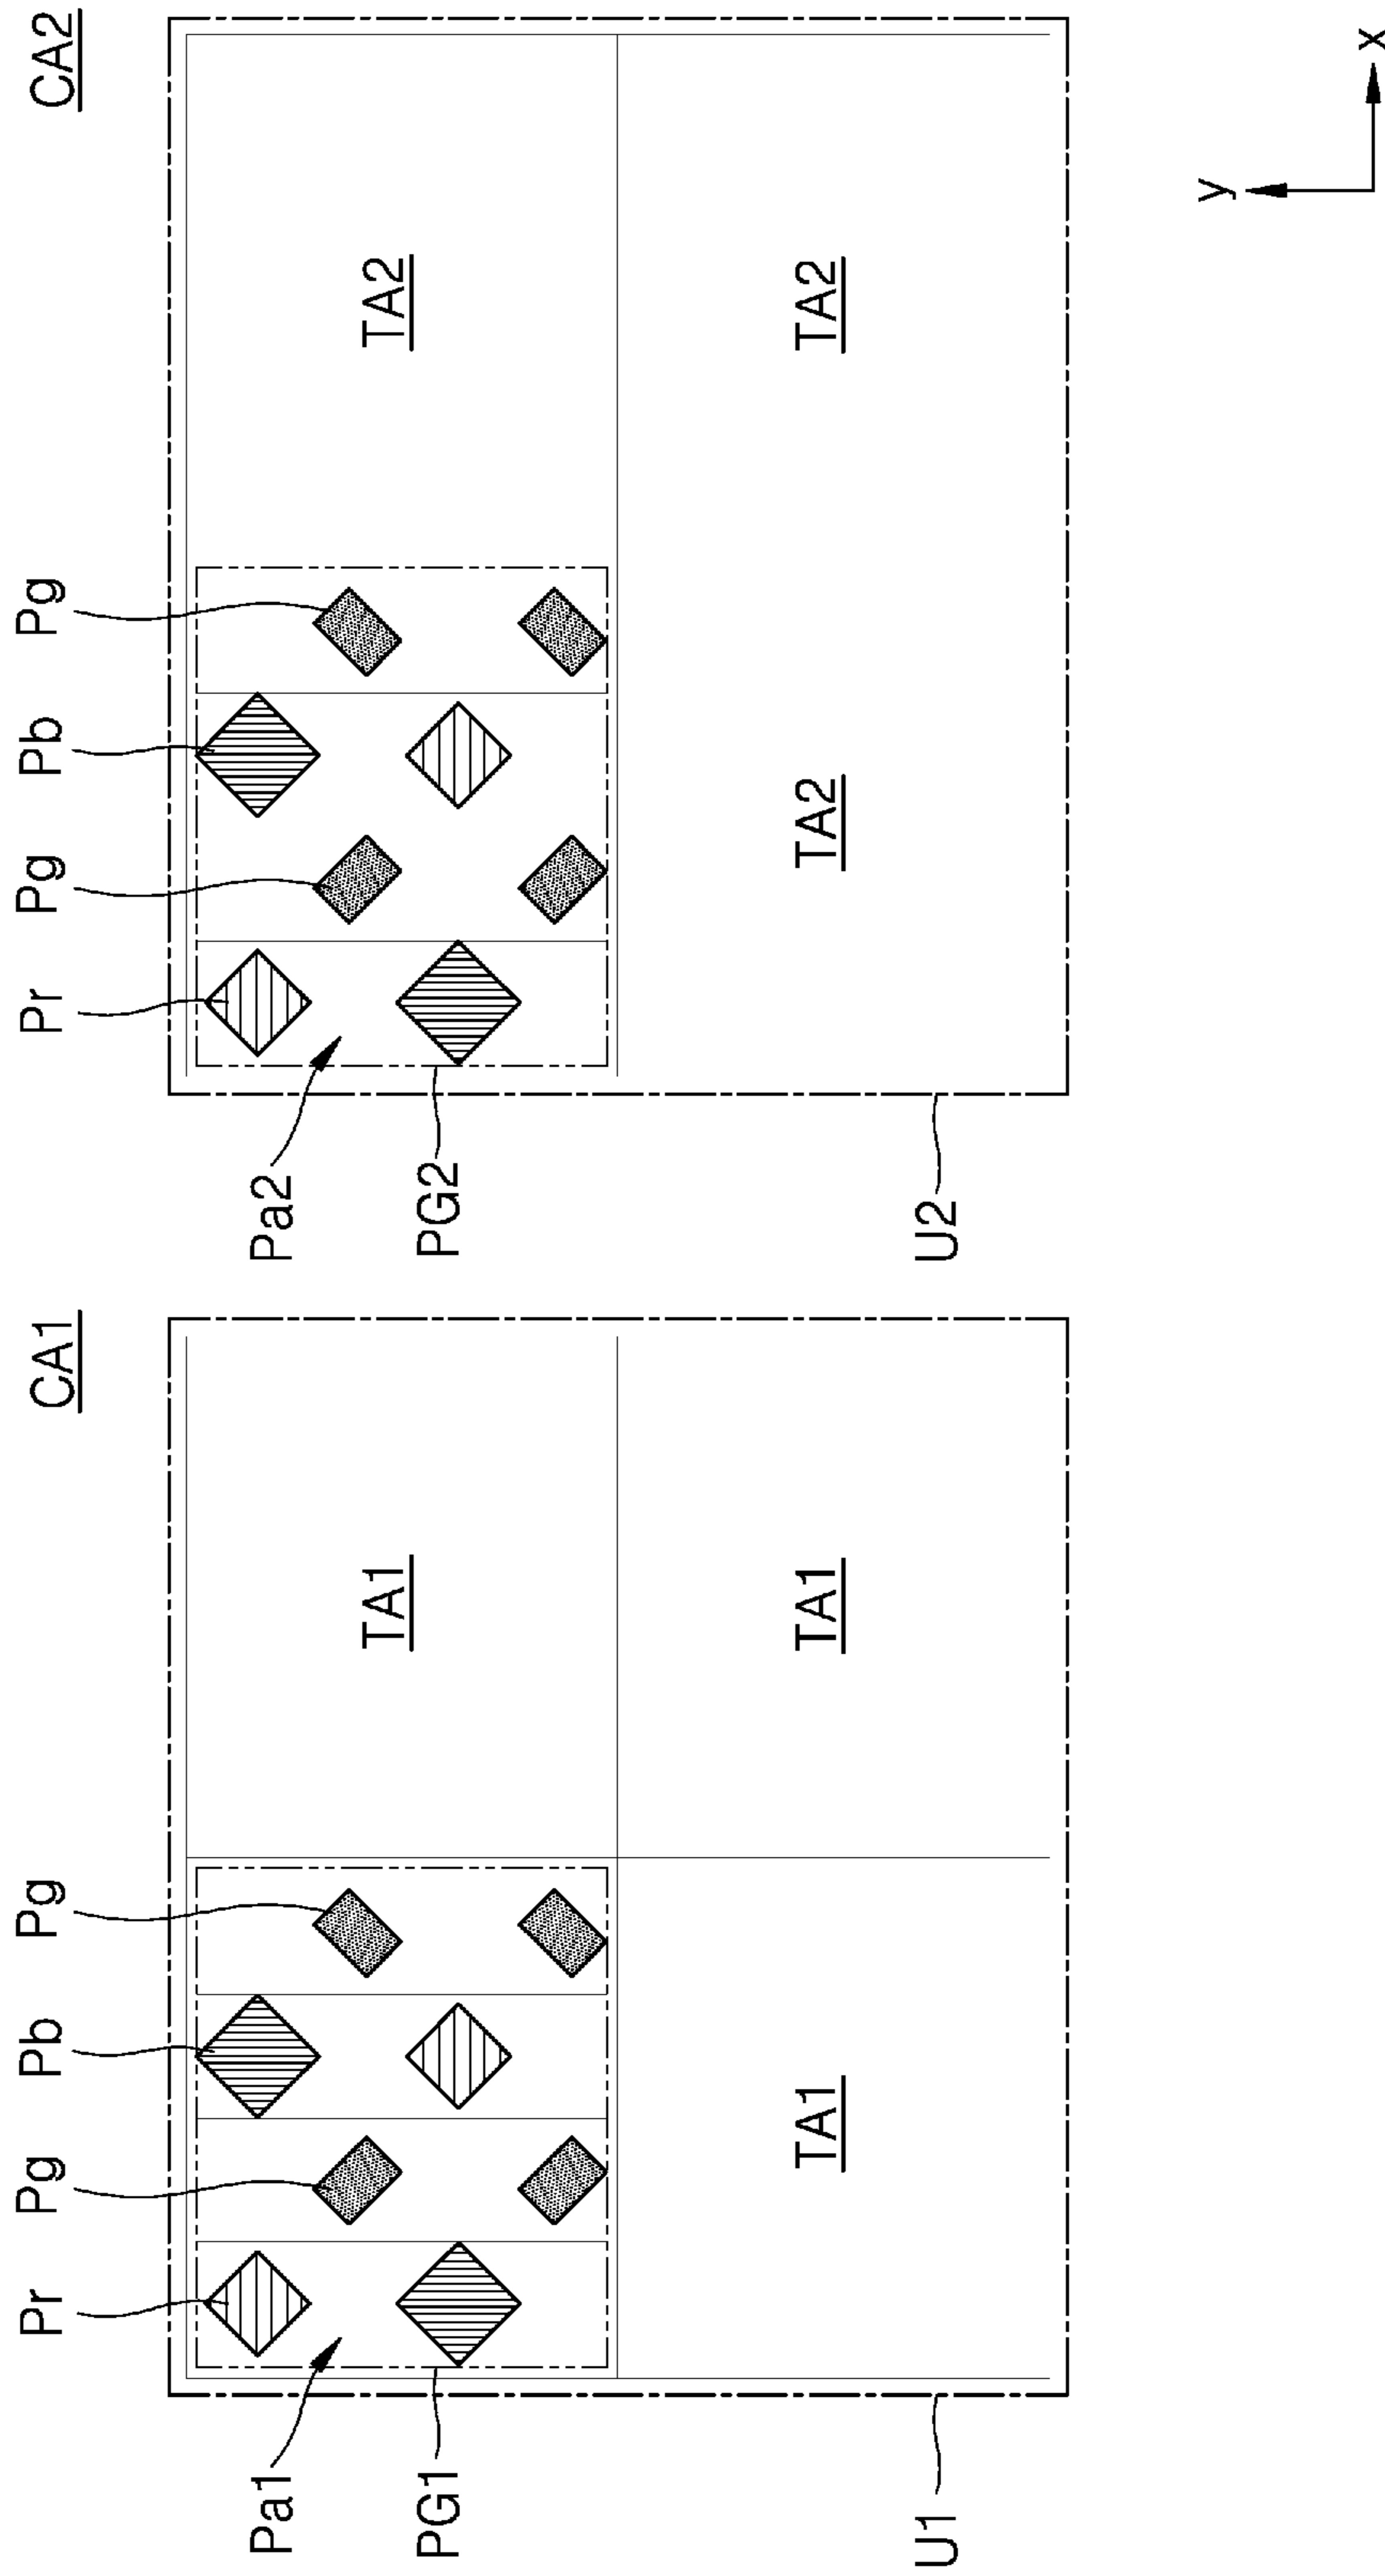 Pr Pg Pb Pg CA1
Pa1
TA1
PG1
TA1 TA1
U1
Pr Pg Pb Pg CA2
Pa2
TA2
PG2
TA2 TA2
U2
y
x